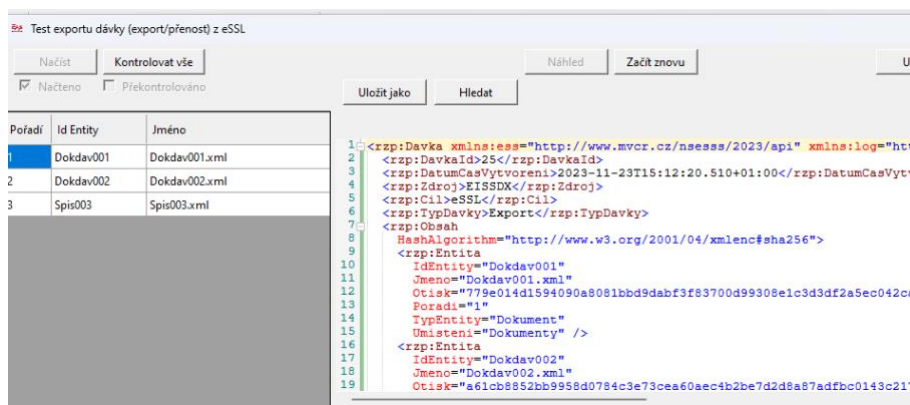 Test exportu dávky (export/přenost) z eSSL
Načíst Kontrolovat vše Náhled Začít znovu U
Načteno Překontrolováno
Uložit jako Hledat
Pořadí Id Entity Jméno
1 Dokdav001 Dokdav001.xml
2 Dokdav002 Dokdav002.xml
3 Spis003 Spis003.xml
1 <rzp:Davka xmlns:ess="http://www.mvcr.cz/nsesss/2023/api" xmlns:log="htt
2 <rzp:DavkaId>25</rzp:DavkaId>
3 <rzp:DatumCasVytvoreni>2023-11-23T15:12:20.510+01:00</rzp:DatumCasVyt
4 <rzp:Zdroj>EISSDX</rzp:Zdroj>
5 <rzp:Cil>eSSL</rzp:Cil>
6 <rzp:TypDavky>Export</rzp:TypDavky>
7 <rzp:Obsah
8 HashAlgorithm="http://www.w3.org/2001/04/xmlenc#sha256">
9 <rzp:Entita
10 IdEntity="Dokdav001"
11 Jmeno="Dokdav001.xml"
12 Otisk="779e014d1594090a8081bbd9dabf3f83700d99308e1c3d3df2a5ec042c
13 Poradi="1"
14 TypEntity="Dokument"
15 Umisteni="Dokumenty" />
16 <rzp:Entita
17 IdEntity="Dokdav002"
18 Jmeno="Dokdav002.xml"
19 Otisk="a61cb8852bb9958d0784c3e73cea60aec4b2be7d2d8a87adfbc0143c21